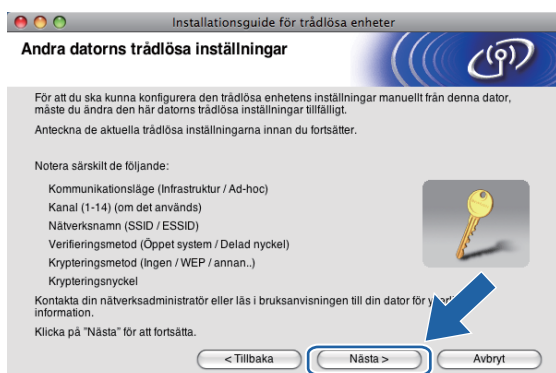 Installationsguide för trådlösa enheter
Andra datorns trådlösa inställningar
För att du ska kunna konfigurera den trådlösa enhetens inställningar manuellt från denna dator,
måste du ändra den här datorns trådlösa inställningar tillfälligt.
Anteckna de aktuella trådlösa inställningarna innan du fortsätter.
Notera särskilt de följande:
Kommunikationsläge (Infrastruktur / Ad-hoc)
Kanal (1-14) (om det används)
Nätverksnamn (SSID / ESSID)
Verifieringsmetod (Öppet system / Delad nyckel)
Krypteringsmetod (Ingen / WEP / annan..)
Krypteringsnyckel
Kontakta din nätverksadministratör eller läs i bruksanvisningen till din dator för
information.
Klicka på "Nästa" för att fortsätta.
< Tillbaka
Nästa >
Avbryt